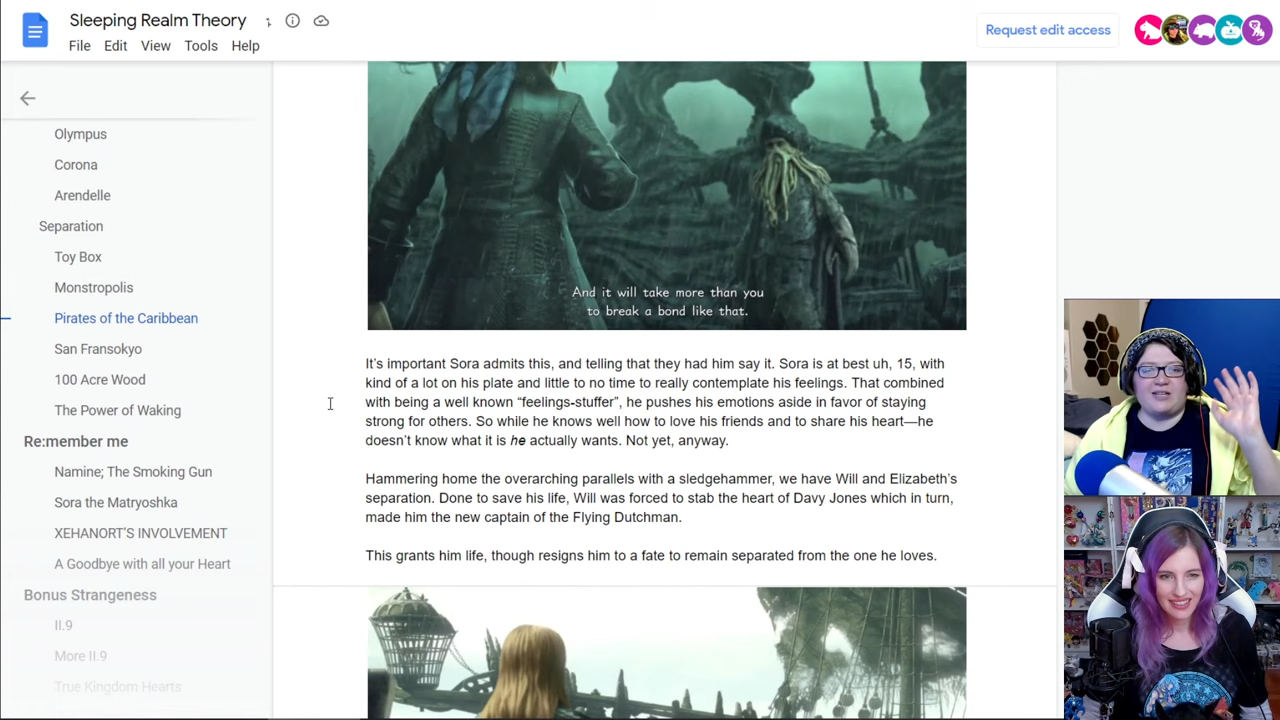 Sleeping Realm Theory
Request edit access
File Edit View Tools Help
Olympus
Corona
Arendelle
Separation
Toy Box
Monstropolis
Pirates of the Caribbean
San Fransokyo
100 Acre Wood
The Power of Waking
Re:member me
Namine; The Smoking Gun
Sora the Matryoshka
XEHANORT'S INVOLVEMENT
A Goodbye with all your Heart
Bonus Strangeness
II.9
More II.9
True Kingdom Hearts
And it will take more than you
to break a bond like that.
It's important Sora admits this, and telling that they had him say it. Sora is at best uh, 15, with
kind of a lot on his plate and little to no time to really contemplate his feelings. That combined
with being a well known “feelings-stuffer”, he pushes his emotions aside in favor of staying
strong for others. So while he knows well how to love his friends and to share his heart—he
doesn't know what it is he actually wants. Not yet, anyway.
Hammering home the overarching parallels with a sledgehammer, we have Will and Elizabeth's
separation. Done to save his life, Will was forced to stab the heart of Davy Jones which in turn,
made him the new captain of the Flying Dutchman.
This grants him life, though resigns him to a fate to remain separated from the one he loves.